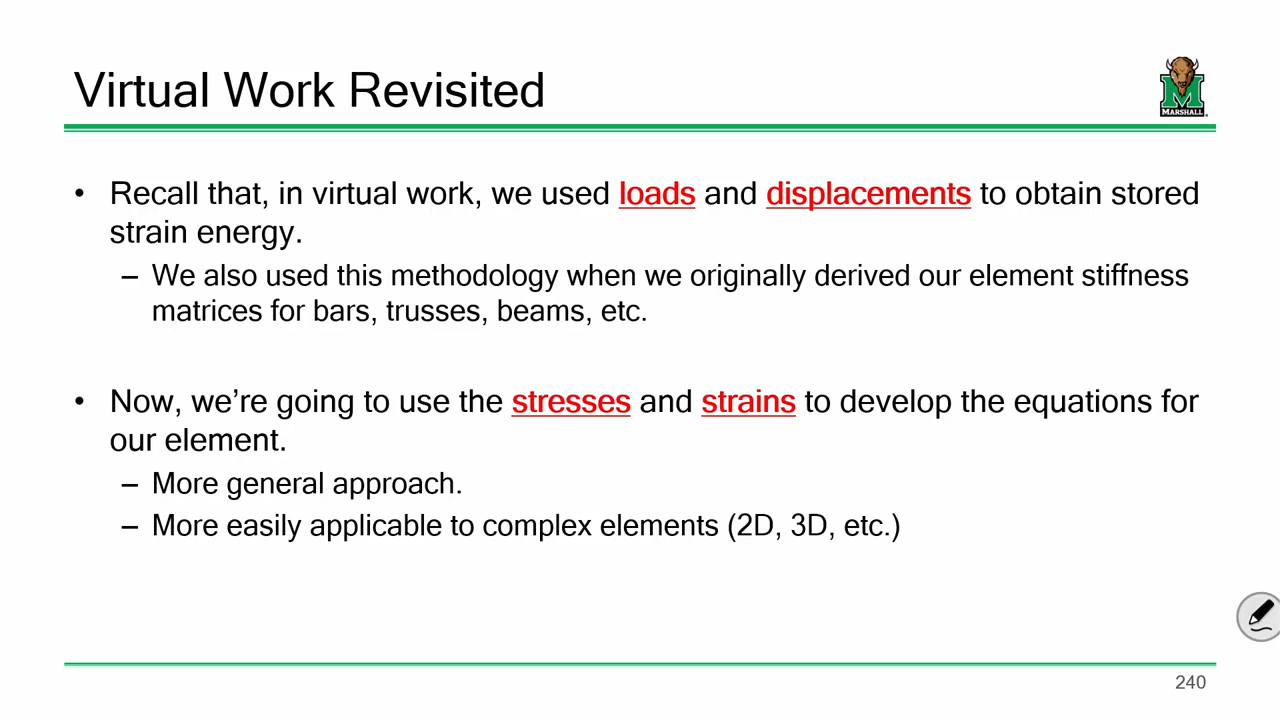 Virtual Work Revisited
MARSHALL
• Recall that, in virtual work, we used loads and displacements to obtain stored
strain energy.
– We also used this methodology when we originally derived our element stiffness
matrices for bars, trusses, beams, etc.
• Now, we’re going to use the stresses and strains to develop the equations for
our element.
– More general approach.
– More easily applicable to complex elements (2D, 3D, etc.)
240